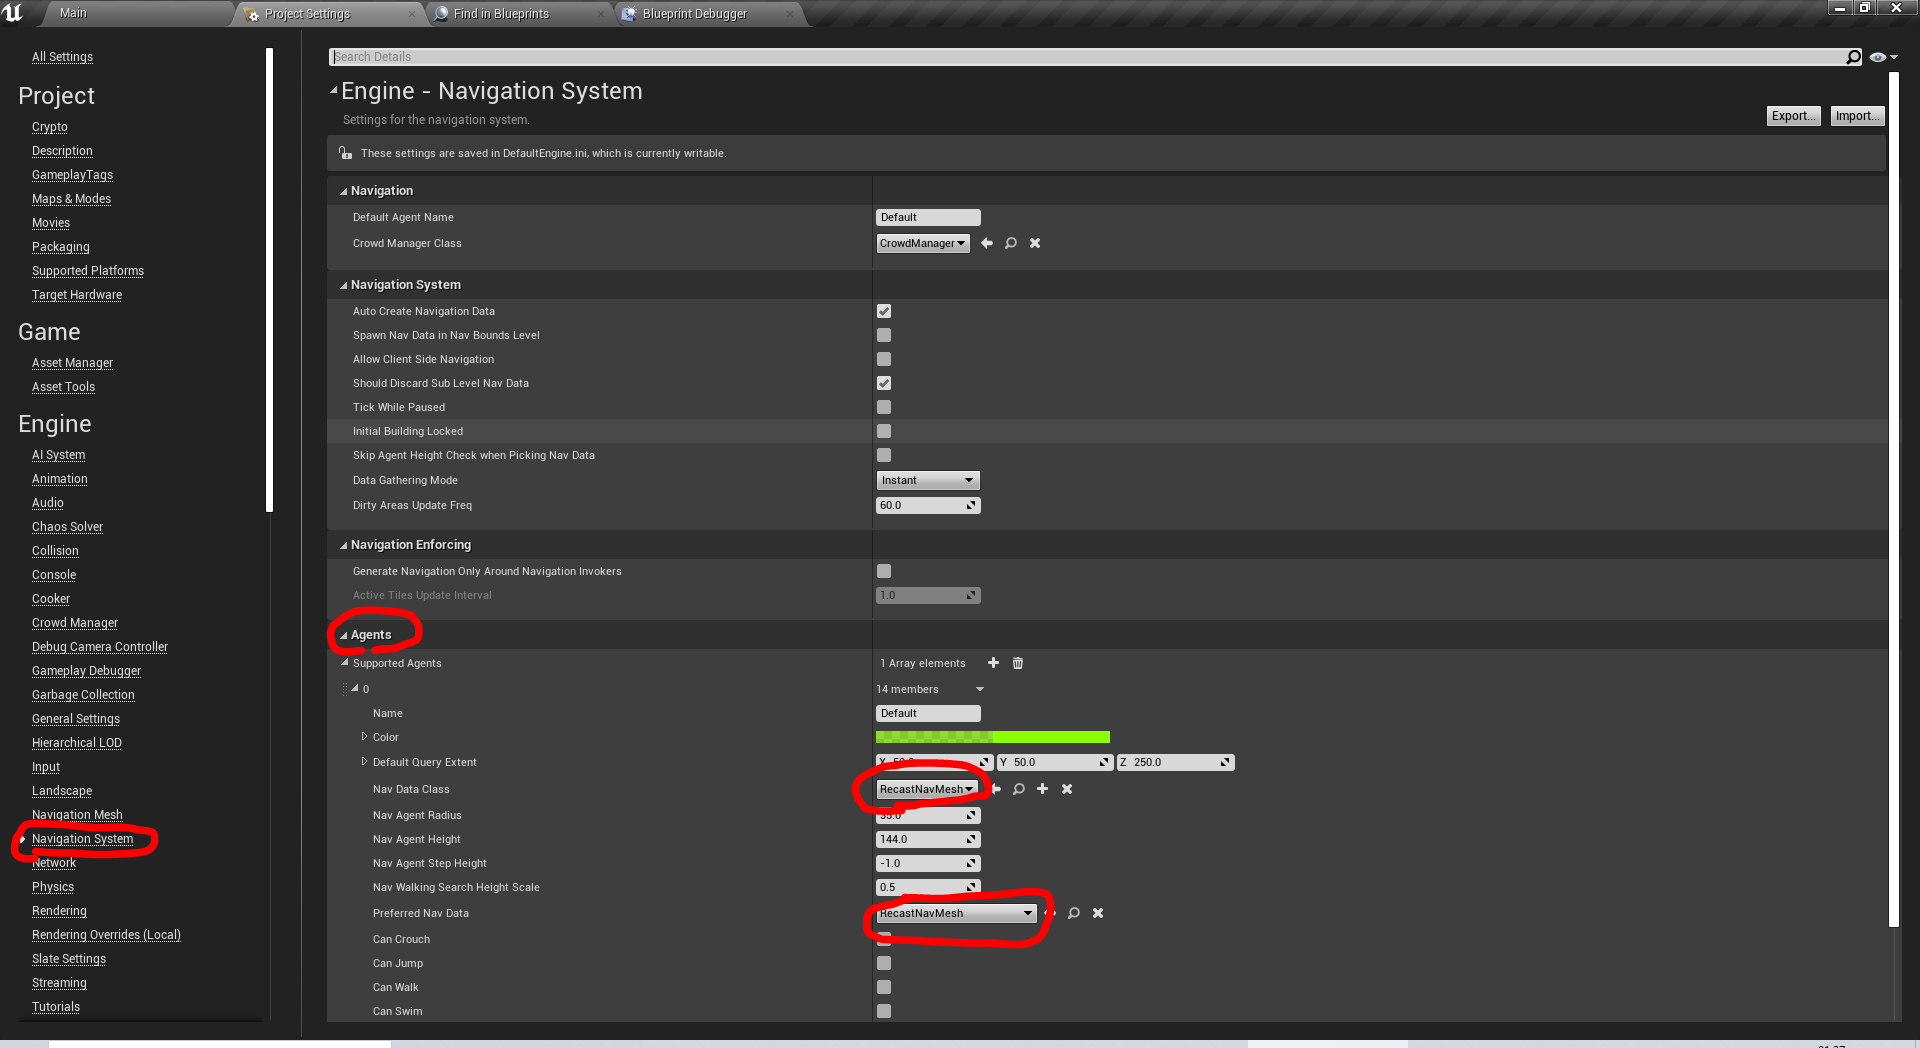 Main
Project Settings
Find in Blueprints
Blueprint Debugger
All Settings
Project
Crypto
Description
GameplayTags
Maps & Modes
Movies
Packaging
Supported Platforms
Target Hardware
Game
Asset Manager
Asset Tools
Engine
AI System
Animation
Audio
Chaos Solver
Collision
Console
Cooker
Crowd Manager
Debug Camera Controller
Gameplay Debugger
Garbage Collection
General Settings
Hierarchical LOD
Input
Landscape
Navigation Mesh
Navigation System
Network
Physics
Rendering
Rendering Overrides (Local)
Slate Settings
Streaming
Tutorials
Search Details
Engine - Navigation System
Settings for the navigation system.
Export...
Import...
These settings are saved in DefaultEngine.ini, which is currently writable.
Navigation
Default Agent Name Default
Crowd Manager Class CrowdManager
Navigation System
Auto Create Navigation Data
Spawn Nav Data in Nav Bounds Level
Allow Client Side Navigation
Should Discard Sub Level Nav Data
Tick While Paused
Initial Building Locked
Skip Agent Height Check when Picking Nav Data
Data Gathering Mode Instant
Dirty Areas Update Freq 60.0
Navigation Enforcing
Generate Navigation Only Around Navigation Invokers
Active Tiles Update Interval 1.0
Agents
Supported Agents 1 Array elements
0 14 members
Name Default
Color
Default Query Extent X 50.0 Y 50.0 Z 250.0
Nav Data Class RecastNavMesh
Nav Agent Radius 35.0
Nav Agent Height 144.0
Nav Agent Step Height -1.0
Nav Walking Search Height Scale 0.5
Preferred Nav Data RecastNavMesh
Can Crouch
Can Jump
Can Walk
Can Swim